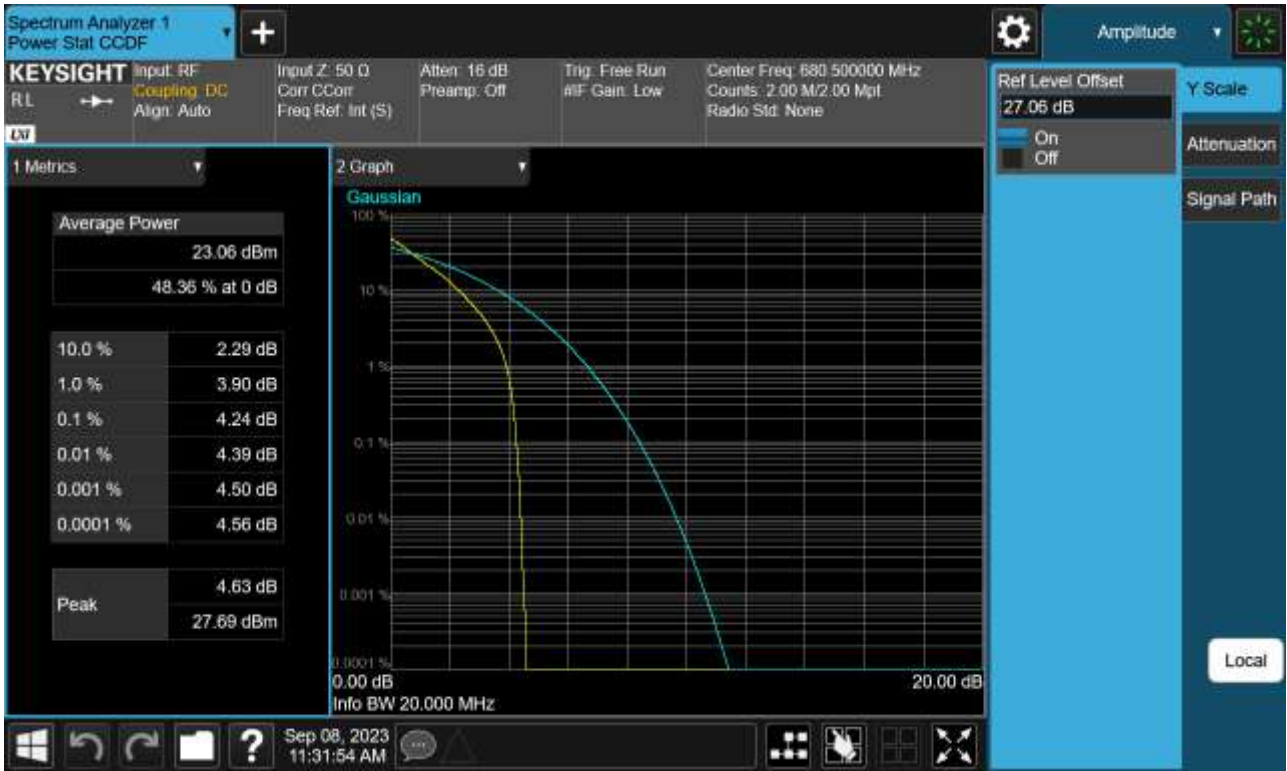 Spectrum Analyzer 1
Power Stat CCDF
+
Amplitude
KEYSIGHT
RL
LXI
Input: RF
Coupling: DC
Align: Auto
Input Z: 50 Ω
Corr CCorr
Freq Ref: Int (S)
Atten: 16 dB
Preamp: Off
Trig: Free Run
#IF Gain: Low
Center Freq: 680.500000 MHz
Counts: 2.00 M/2.00 Mpt
Radio Std: None
Ref Level Offset
27.06 dB
On
Off
Y Scale
Attenuation
Signal Path
Local
1 Metrics
Average Power
23.06 dBm
48.36 % at 0 dB
10.0 % 2.29 dB
1.0 % 3.90 dB
0.1 % 4.24 dB
0.01 % 4.39 dB
0.001 % 4.50 dB
0.0001 % 4.56 dB
Peak
4.63 dB
27.69 dBm
2 Graph
Gaussian
100 %
10 %
1 %
0.1 %
0.01 %
0.001 %
0.0001 %
0.00 dB 20.00 dB
Info BW 20.000 MHz
?
Sep 08, 2023
11:31:54 AM